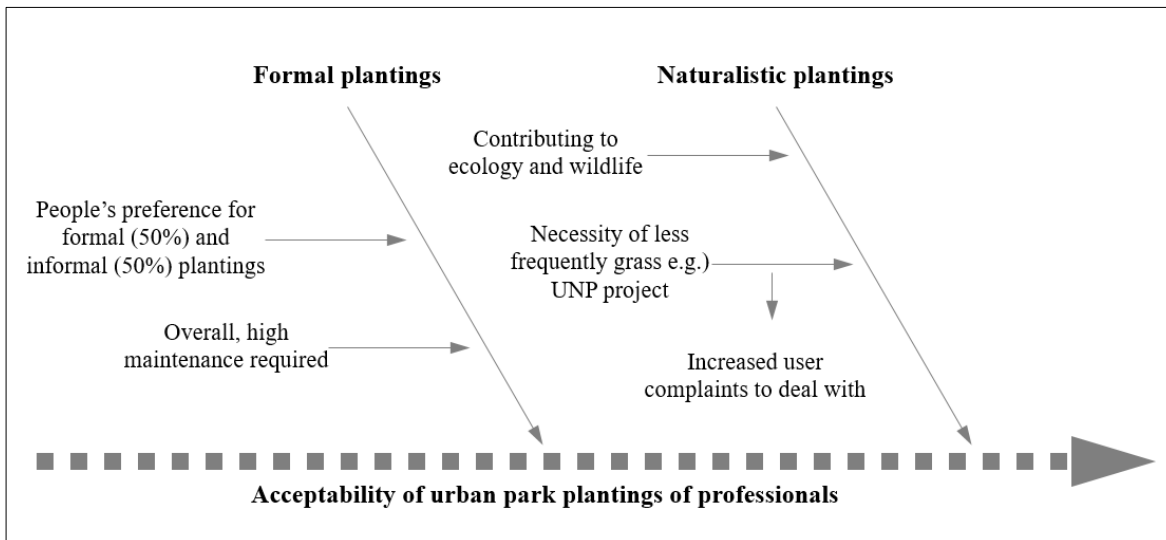 Formal plantings
People’s preference for
formal (50%) and
informal (50%) plantings
Overall, high
maintenance required
Naturalistic plantings
Contributing to
ecology and wildlife
Necessity of less
frequently grass e.g.)
UNP project
Increased user
complaints to deal with
Acceptability of urban park plantings of professionals